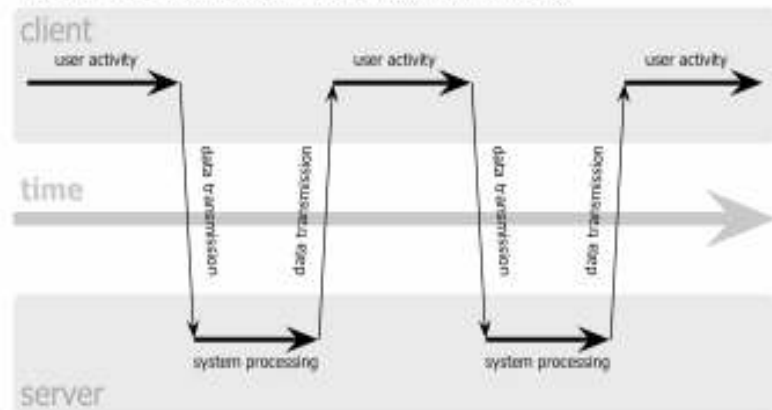 client
user activity
user activity
user activity
data transmission
data transmission
data transmission
data transmission
time
system processing
system processing
server